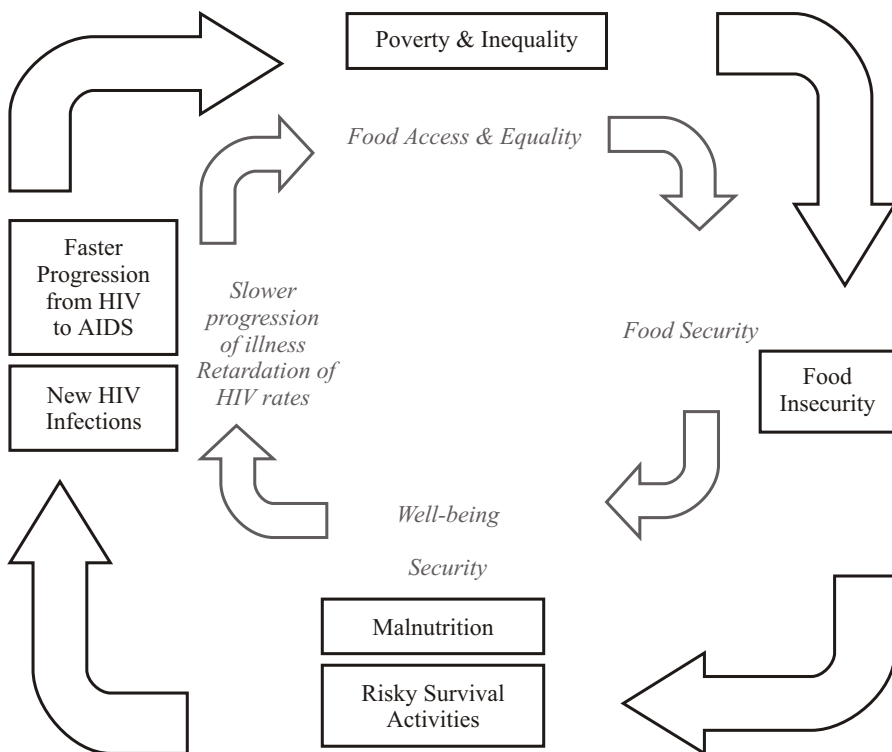 Poverty & Inequality
Food Access & Equality
Faster
Progression
from HIV
to AIDS
New HIV
Infections
Slower
progression
of illness
Retardation of
HIV rates
Food Security
Food
Insecurity
Well-being
Security
Malnutrition
Risky Survival
Activities